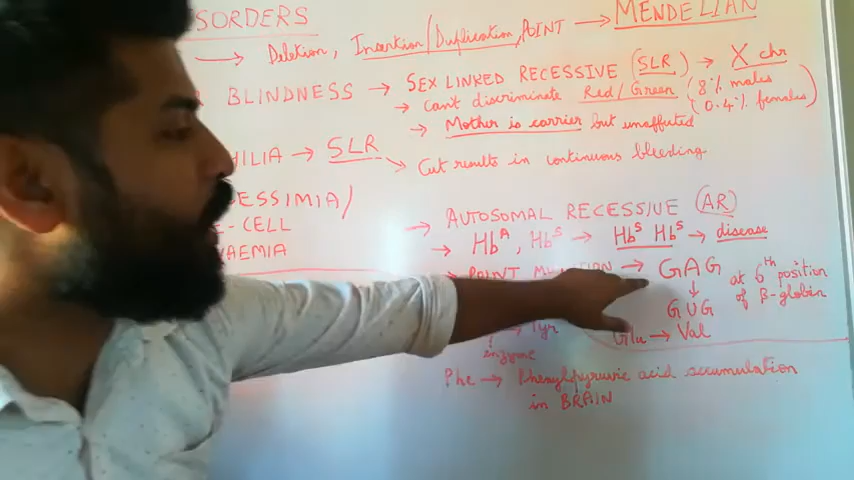 SORDERS
→ Deletion, Insertion/Duplication, POINT → MENDELIAN
BLINDNESS → SEX LINKED RECESSIVE (SLR) → X chr
→ can't discriminate Red/Green (8% males
0.4% females)
→ Mother is carrier but unaffected
HILIA → SLR → Cut results in continuous bleeding.
ESSIMIA/
-CELL
AEMIA
→ AUTOSOMAL RECESSIVE (AR)
→ Hb^A, Hb^S → Hb^S Hb^S → disease
POINT MU → GAG at 6th position
↓ of β-globin
GUG
Glu → Val
→ Tyr
enzyme
Phe → Phenylpyruvic acid accumulation
in BRAIN